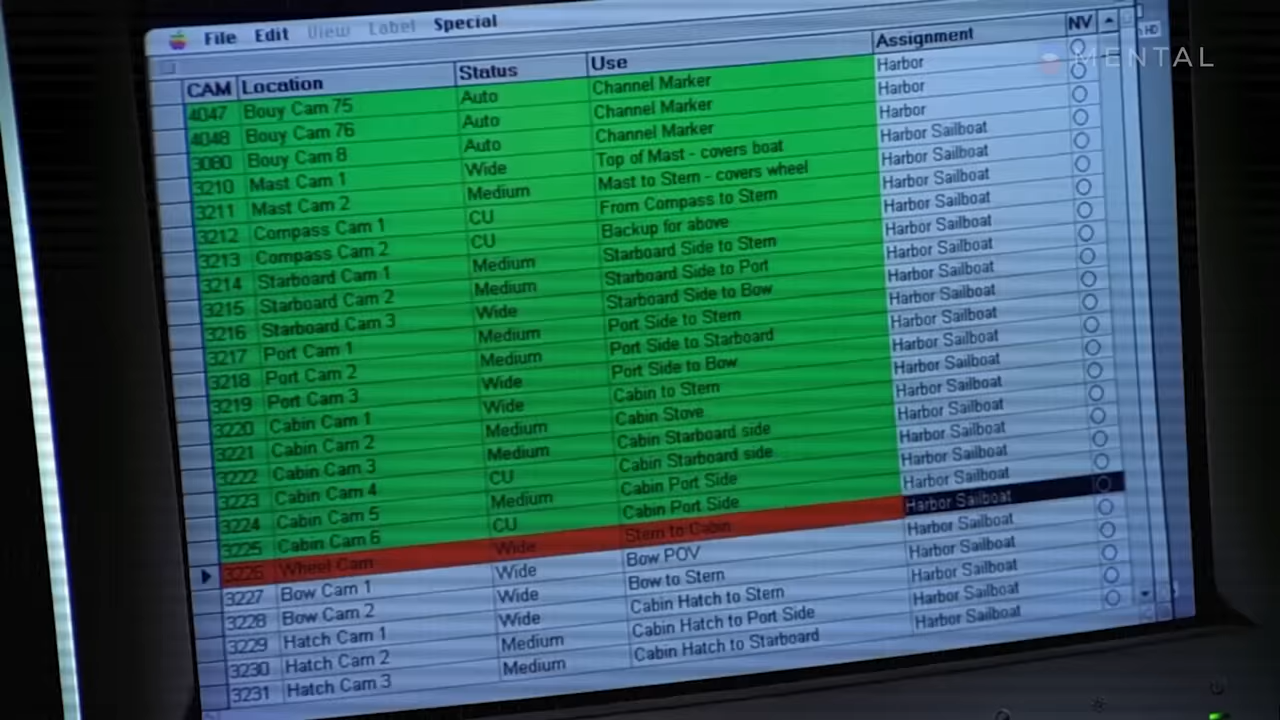 File Edit View Label Special
HD
MENTAL
CAM Location Status Use Assignment NV
4047 Bouy Cam 75 Auto Channel Marker Harbor
4048 Bouy Cam 76 Auto Channel Marker Harbor
3080 Bouy Cam 8 Auto Channel Marker Harbor
3210 Mast Cam 1 Wide Top of Mast - covers boat Harbor Sailboat
3211 Mast Cam 2 Medium Mast to Stern - covers wheel Harbor Sailboat
3212 Compass Cam 1 CU From Compass to Stern Harbor Sailboat
3213 Compass Cam 2 CU Backup for above Harbor Sailboat
3214 Starboard Cam 1 Medium Starboard Side to Stern Harbor Sailboat
3215 Starboard Cam 2 Medium Starboard Side to Port Harbor Sailboat
3216 Starboard Cam 3 Wide Starboard Side to Bow Harbor Sailboat
3217 Port Cam 1 Medium Port Side to Stern Harbor Sailboat
3218 Port Cam 2 Medium Port Side to Starboard Harbor Sailboat
3219 Port Cam 3 Wide Port Side to Bow Harbor Sailboat
3220 Cabin Cam 1 Wide Cabin to Stern Harbor Sailboat
3221 Cabin Cam 2 Medium Cabin Stove Harbor Sailboat
3222 Cabin Cam 3 Medium Cabin Starboard side Harbor Sailboat
3223 Cabin Cam 4 CU Cabin Starboard side Harbor Sailboat
3224 Cabin Cam 5 Medium Cabin Port Side Harbor Sailboat
3225 Cabin Cam 6 CU Cabin Port Side Harbor Sailboat
3226 Wheel Cam Wide Stern to Cabin Harbor Sailboat
3227 Bow Cam 1 Wide Bow POV Harbor Sailboat
3228 Bow Cam 2 Wide Bow to Stern Harbor Sailboat
3229 Hatch Cam 1 Wide Cabin Hatch to Stern Harbor Sailboat
3230 Hatch Cam 2 Medium Cabin Hatch to Port Side Harbor Sailboat
3231 Hatch Cam 3 Medium Cabin Hatch to Starboard Harbor Sailboat